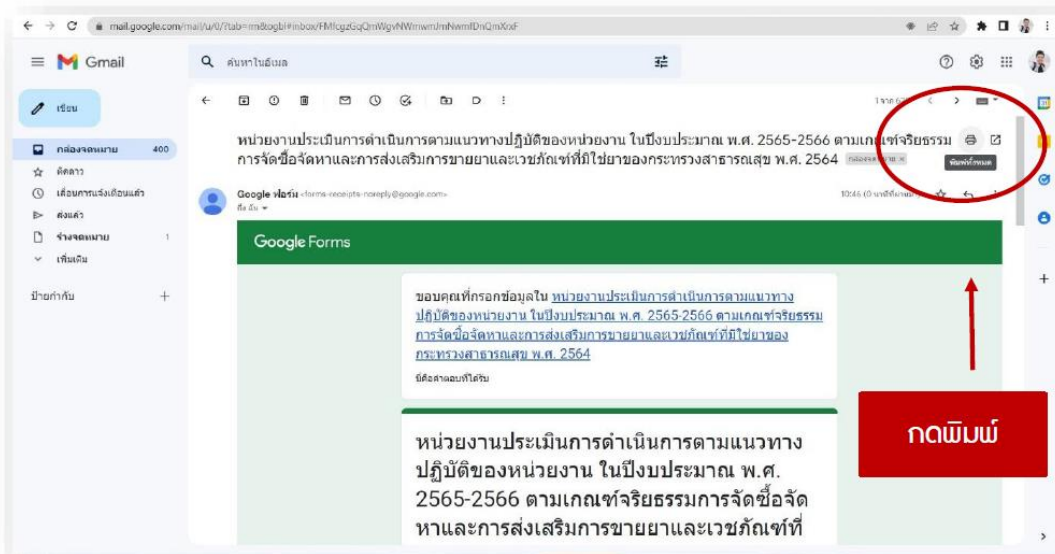 mail.google.com/mail/u/0/?tab=rm&ogbl#inbox/FMfcgzGqQmWgvNWmwmJmNwmfDnQmXrxF
Gmail
ค้นหาในอีเมล
เขียน
1 จาก
กล่องจดหมาย 400
ติดดาว
เลื่อนการแจ้งเตือนแล้ว
ส่งแล้ว
ร่างจดหมาย 1
เพิ่มเติม
ป้ายกำกับ
หน่วยงานประเมินการดำเนินการตามแนวทางปฏิบัติของหน่วยงาน ในปีงบประมาณ พ.ศ. 2565-2566 ตามเกณฑ์จริยธรรม
การจัดซื้อจัดหาและการส่งเสริมการขายยาและเวชภัณฑ์ที่มิใช่ยาของกระทรวงสาธารณสุข พ.ศ. 2564
พิมพ์ทั้งหมด
Google ฟอร์ม <forms-receipts-noreply@google.com>
10:46 (0 นาทีที่ผ่านมา)
ถึง ฉัน
Google Forms
ขอบคุณที่กรอกข้อมูลใน หน่วยงานประเมินการดำเนินการตามแนวทาง
ปฏิบัติของหน่วยงาน ในปีงบประมาณ พ.ศ. 2565-2566 ตามเกณฑ์จริยธรรม
การจัดซื้อจัดหาและการส่งเสริมการขายยาและเวชภัณฑ์ที่มิใช่ยาของ
กระทรวงสาธารณสุข พ.ศ. 2564
นี่คือคำตอบที่ได้รับ
หน่วยงานประเมินการดำเนินการตามแนวทาง
ปฏิบัติของหน่วยงาน ในปีงบประมาณ พ.ศ.
2565-2566 ตามเกณฑ์จริยธรรมการจัดซื้อจัด
หาและการส่งเสริมการขายยาและเวชภัณฑ์ที่
กดพิมพ์